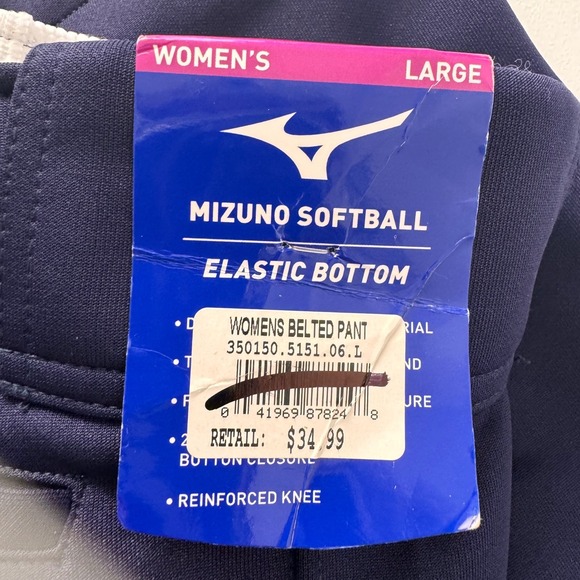 WOMEN'S LARGE
MIZUNO SOFTBALL
ELASTIC BOTTOM
WOMENS BELTED PANT
350150.5151.06.L
0 41969 87824 8
RETAIL: $34.99
BUTTON CLOSURE
• REINFORCED KNEE